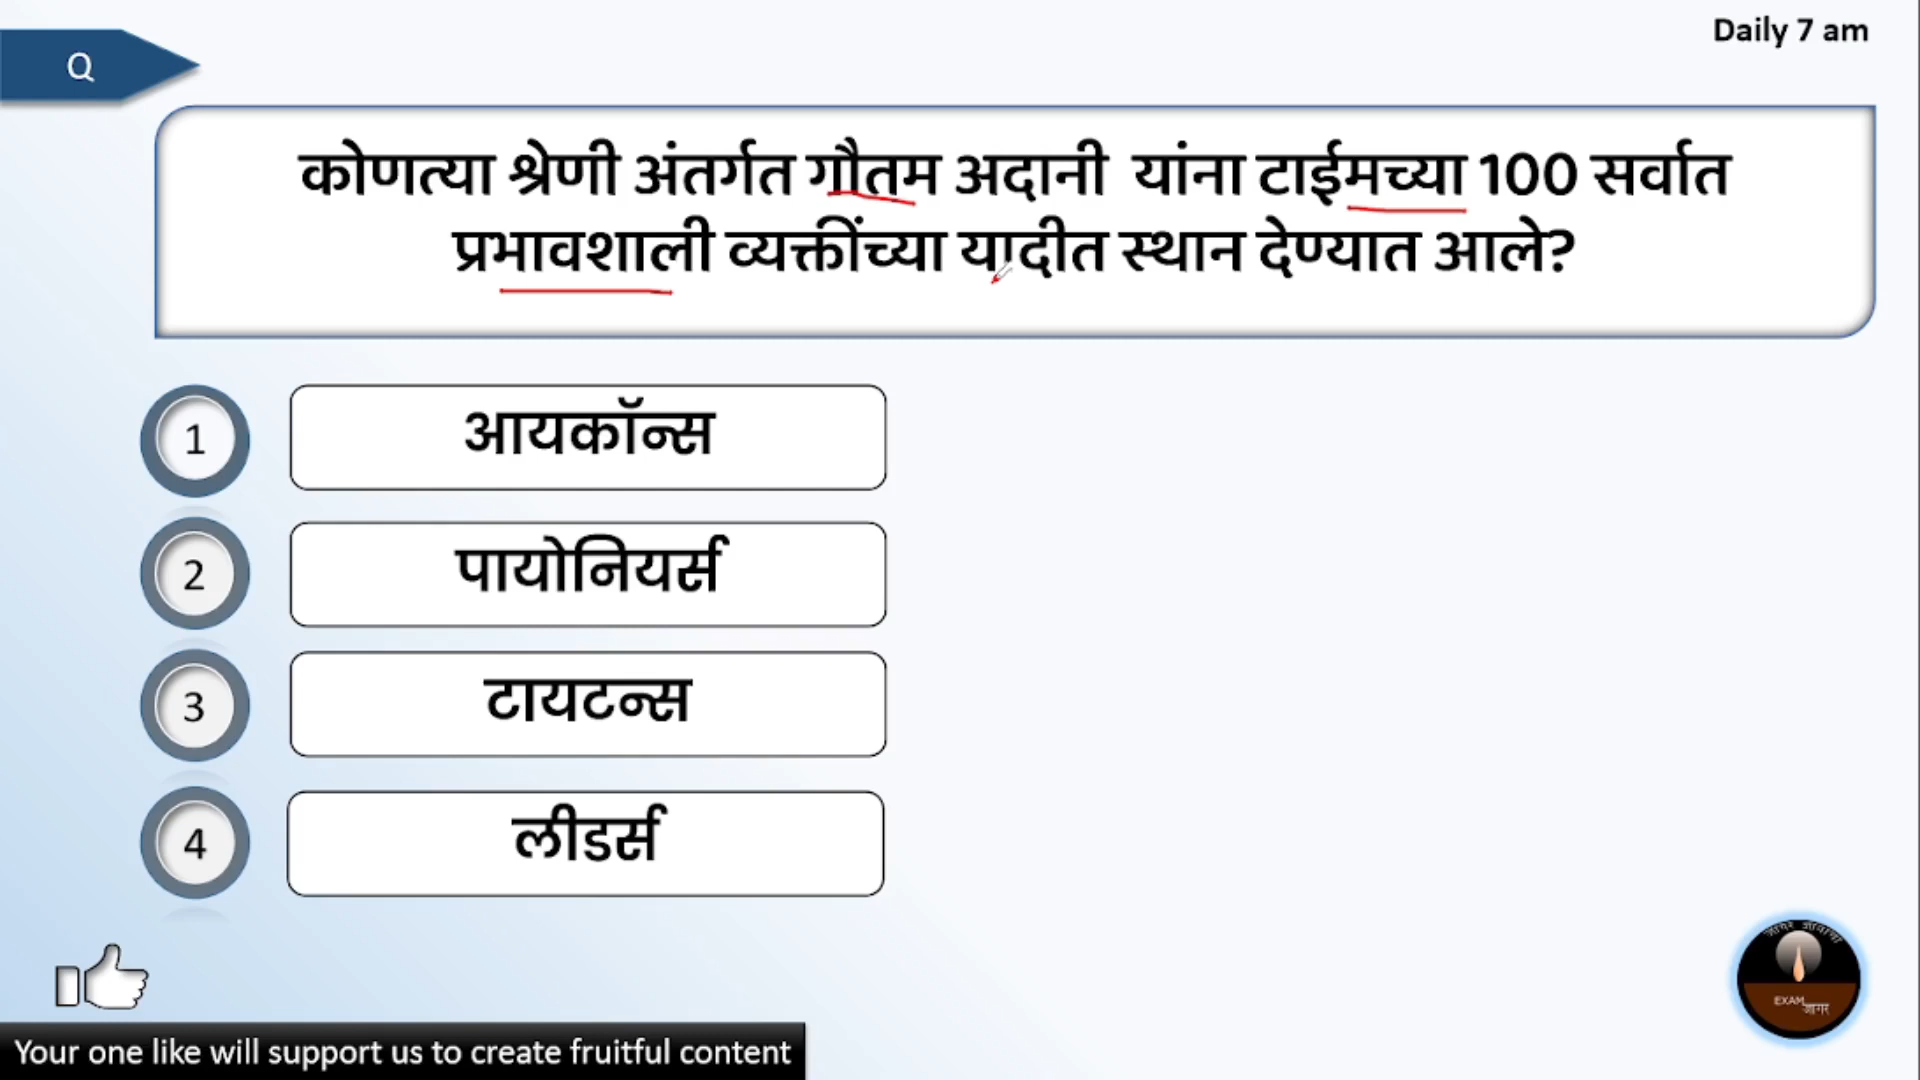 Daily 7 am
Q
कोणत्या श्रेणी अंतर्गत गौतम अदानी यांना टाईमच्या 100 सर्वात
प्रभावशाली व्यक्तींच्या यादीत स्थान देण्यात आले?
1
आयकॉन्स
2
पायोनियर्स
3
टायटन्स
4
लीडर्स
EXAM
जागर
Your one like will support us to create fruitful content